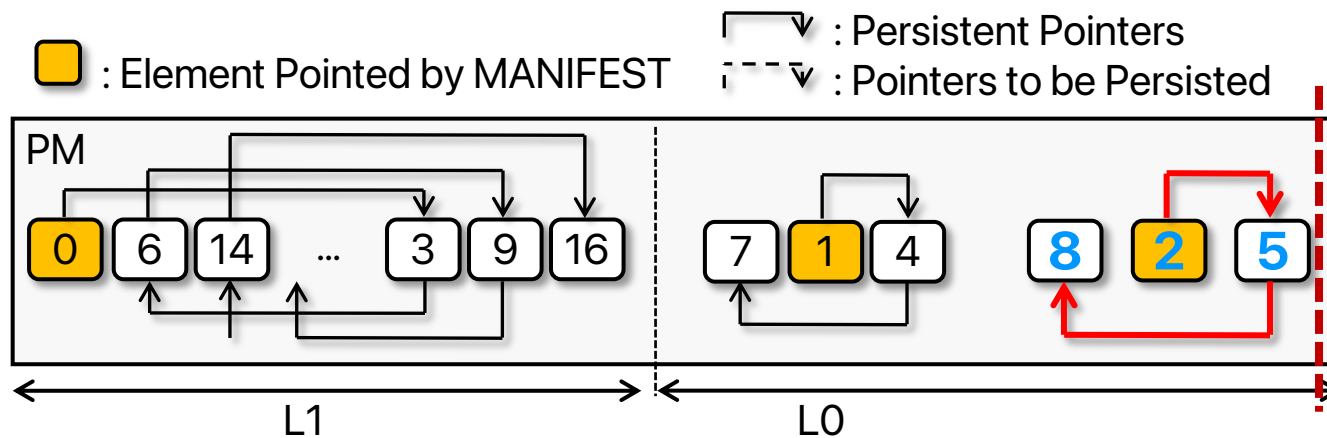 : Element Pointed by MANIFEST
: Persistent Pointers
: Pointers to be Persisted
PM
0 6 14 ... 3 9 16 7 1 4 8 2 5
L1 L0